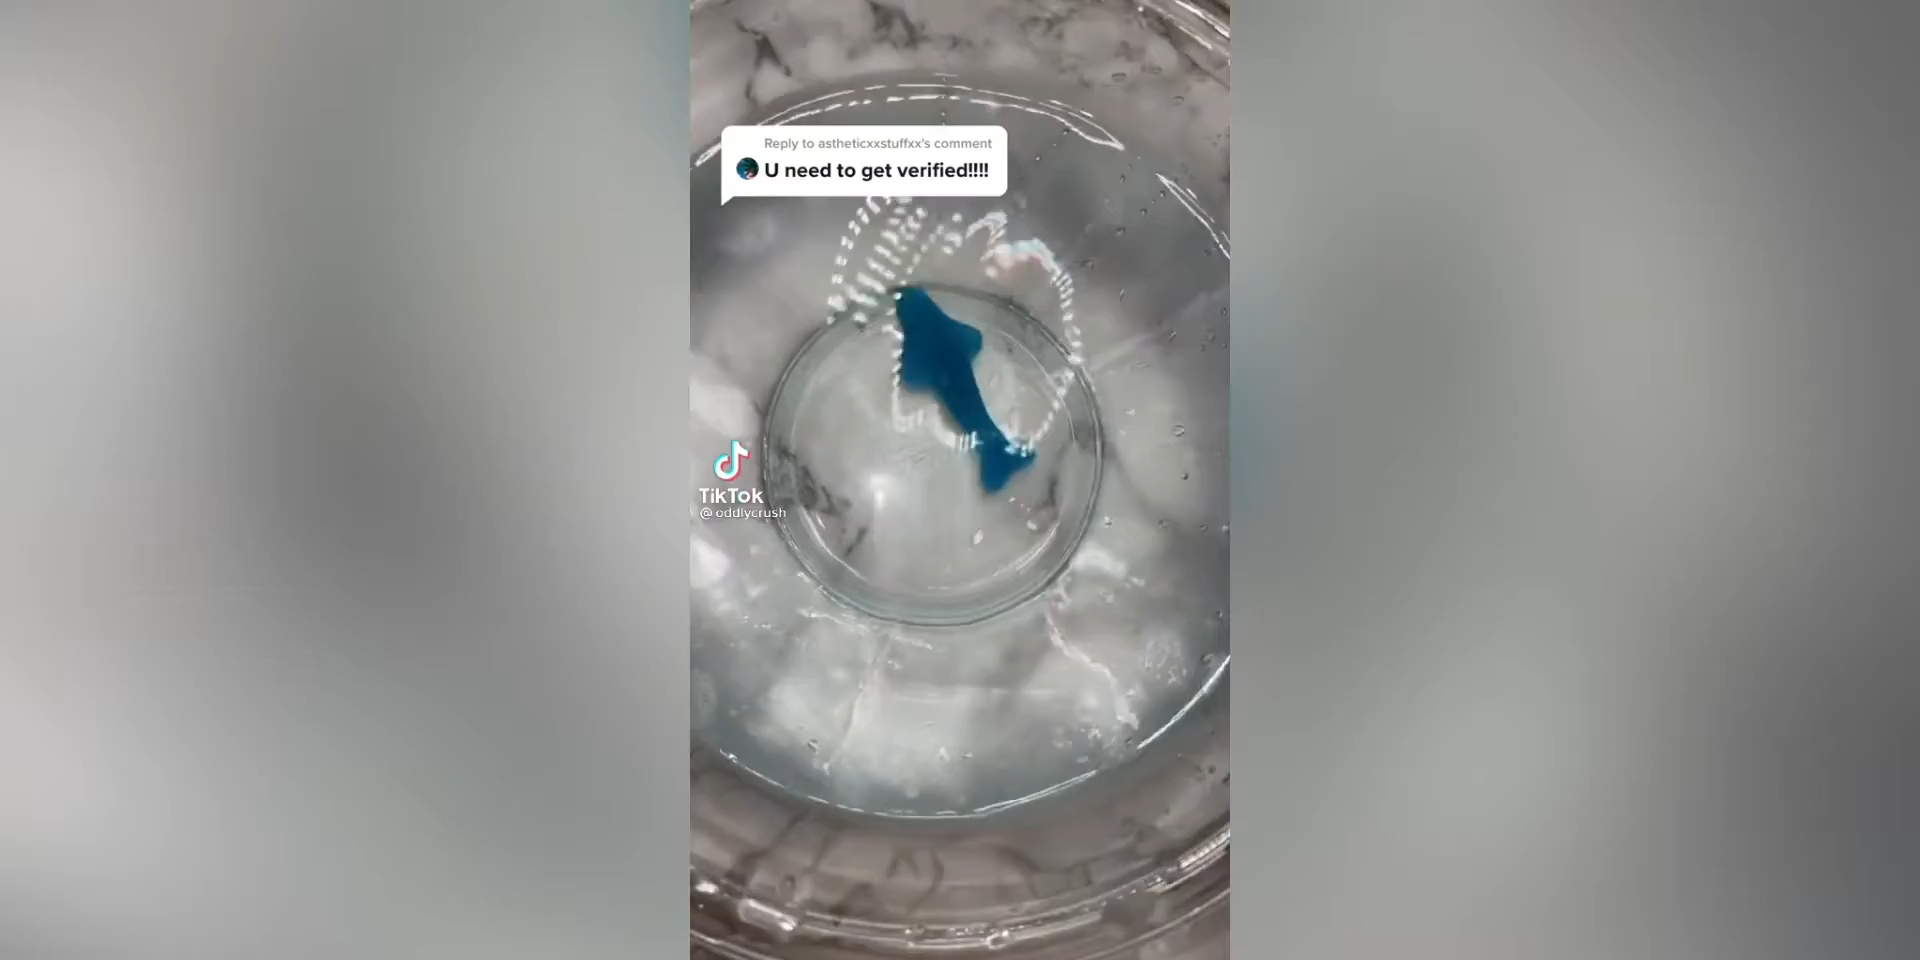 Reply to astheticxxstuffxx's comment
U need to get verified!!!!
TikTok
@oddlycrush